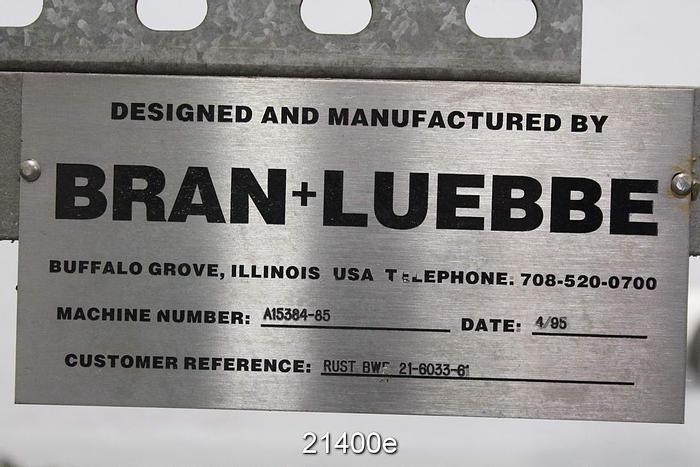 DESIGNED AND MANUFACTURED BY
BRAN+LUEBBE
BUFFALO GROVE, ILLINOIS USA TELEPHONE: 708-520-0700
MACHINE NUMBER: A15384-85 DATE: 4/95
CUSTOMER REFERENCE: RUST 21-6033-61
21400e